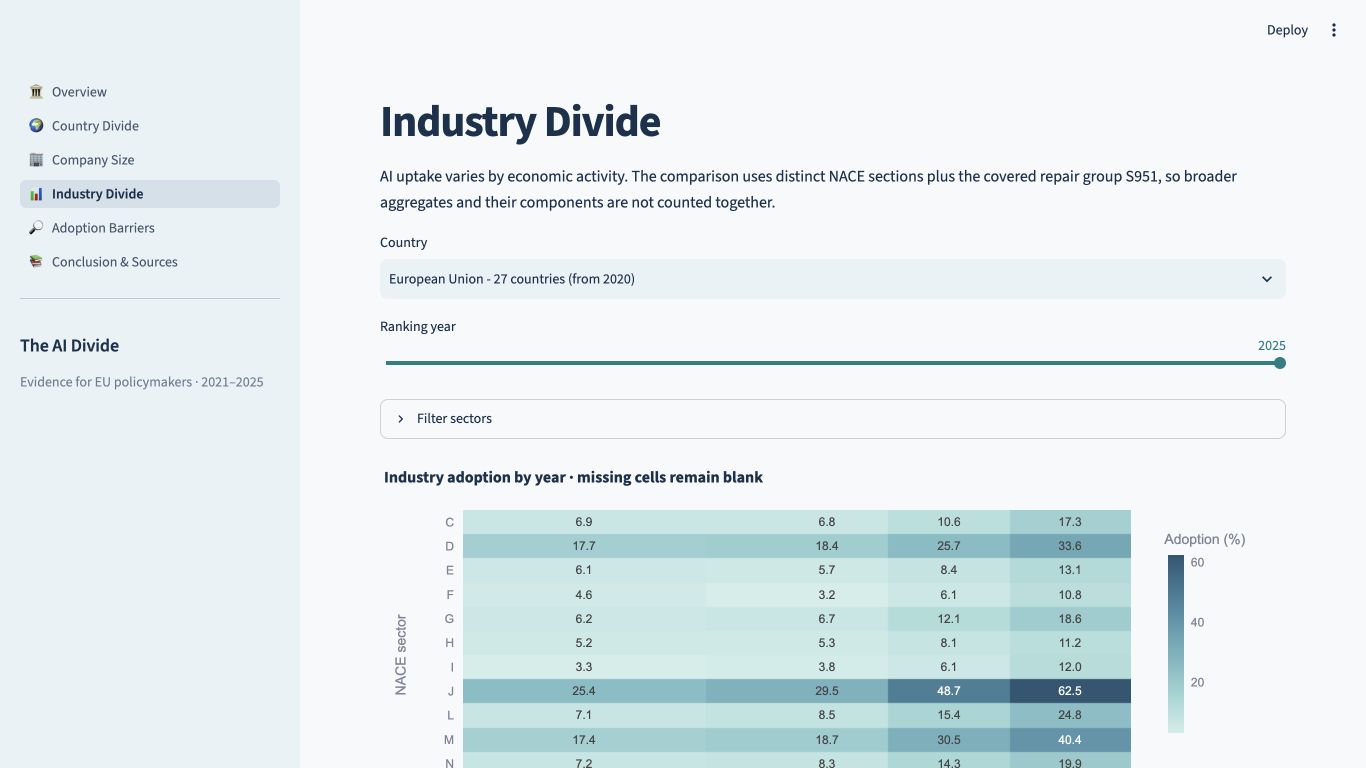 Deploy
Overview
Country Divide
Company Size
Industry Divide
Adoption Barriers
Conclusion & Sources
The AI Divide
Evidence for EU policymakers · 2021–2025
Industry Divide
AI uptake varies by economic activity. The comparison uses distinct NACE sections plus the covered repair group S951, so broader
aggregates and their components are not counted together.
Country
European Union - 27 countries (from 2020)
Ranking year
2025
Filter sectors
Industry adoption by year · missing cells remain blank
NACE sector
C 6.9 6.8 10.6 17.3
D 17.7 18.4 25.7 33.6
E 6.1 5.7 8.4 13.1
F 4.6 3.2 6.1 10.8
G 6.2 6.7 12.1 18.6
H 5.2 5.3 8.1 11.2
I 3.3 3.8 6.1 12.0
J 25.4 29.5 48.7 62.5
L 7.1 8.5 15.4 24.8
M 17.4 18.7 30.5 40.4
N 7.2 8.3 14.3 19.9
Adoption (%)
60
40
20